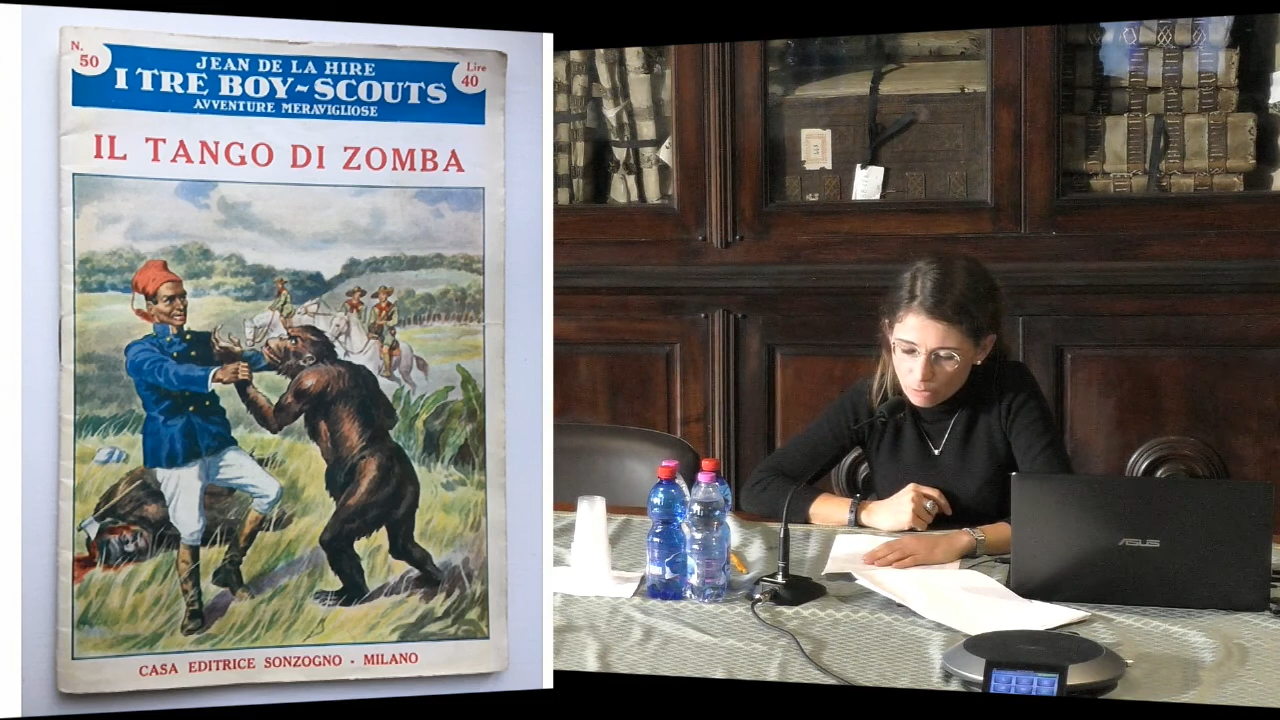 N.
50
JEAN DE LA HIRE
I TRE BOY-SCOUTS
AVVENTURE MERAVIGLIOSE
Lire
40
IL TANGO DI ZOMBA
CASA EDITRICE SONZOGNO - MILANO
ASUS